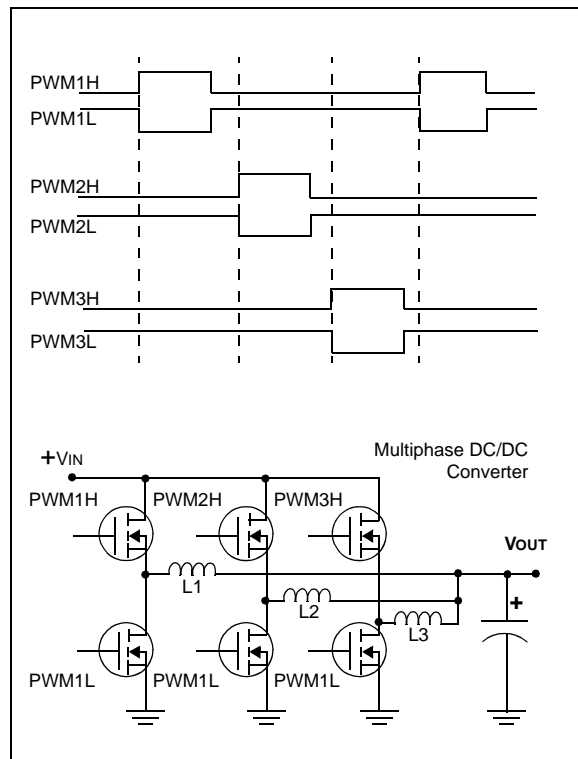 PWM1H
PWM1L
PWM2H
PWM2L
PWM3H
PWM3L
Multiphase DC/DC
Converter
+VIN
PWM1H PWM2H PWM3H
VOUT
L1
L2
L3
+
PWM1L PWM1L PWM1L